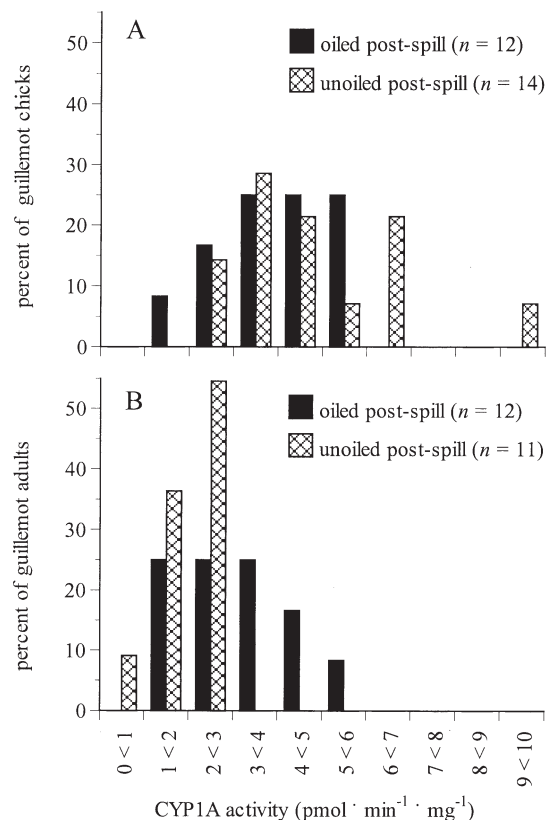 A
oiled post-spill (n = 12)
unoiled post-spill (n = 14)
percent of guillemot chicks
50
40
30
20
10
0
B
oiled post-spill (n = 12)
unoiled post-spill (n = 11)
percent of guillemot adults
50
40
30
20
10
0
0 < 1
1 < 2
2 < 3
3 < 4
4 < 5
5 < 6
6 < 7
7 < 8
8 < 9
9 < 10
CYP1A activity (pmol · min⁻¹ · mg⁻¹)